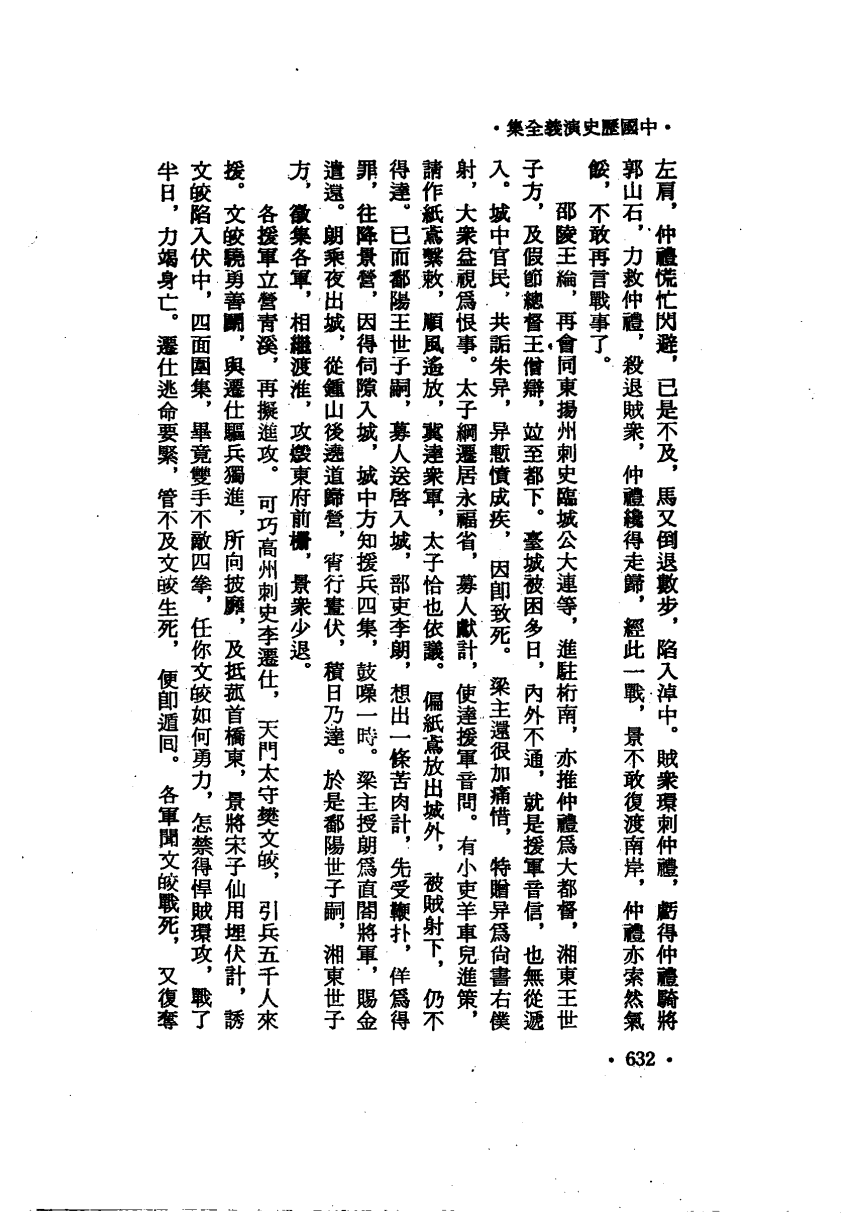 •中國歷史演義全集•
左肩，仲禮慌忙閃避，已是不及，馬又倒退數步，陷入淖中。賊衆環刺仲禮，虧得仲禮騎將
郭山石，力救仲禮，殺退賊衆，仲禮纔得走歸，經此一戰，景不敢復渡南岸，仲禮亦索然氣
餒，不敢再言戰事了。
邵陵王綸，再會同東揚州刺史臨城公大連等，進駐桁南，亦推仲禮爲大都督，湘東王世
子方，及假節總督王僧辯，竝至都下。臺城被困多日，內外不通，就是援軍音信，也無從遞
入。城中官民，共詬朱异，异慙憤成疾，因卽致死。梁主還很加痛惜，特贈异爲尙書右僕
射，大衆益視爲恨事。太子綱遷居永福省，募人獻計，使達援軍音問。有小吏羊車兒進策，
請作紙鳶繫敕，順風遙放，冀達衆軍，太子恰也依議。偏紙鳶放出城外，被賊射下，仍不
得達。已而鄱陽王世子嗣，募人送啓入城，部吏李朗，想出一條苦肉計，先受鞭扑，佯爲得
罪，往降景營，因得伺隙入城，城中方知援兵四集，鼓噪一時。梁主授朗爲直閣將軍，賜金
遣還。朗乘夜出城，從鍾山後遶道歸營，宵行晝伏，積日乃達。於是鄱陽世子嗣，湘東世子
方，徵集各軍，相繼渡淮，攻燬東府前柵，景衆少退。
各援軍立營靑溪，再擬進攻。可巧高州刺史李遷仕，天門太守樊文皎，引兵五千人來
援。文皎驍勇善鬭，與遷仕驅兵獨進，所向披靡，及抵菰首橋東，景將宋子仙用埋伏計，誘
文皎陷入伏中，四面圍集，畢竟雙手不敵四拳，任你文皎如何勇力，怎禁得悍賊環攻，戰了
半日，力竭身亡。遷仕逃命要緊，管不及文皎生死，便卽遁囘。各軍聞文皎戰死，又復奪
•632•